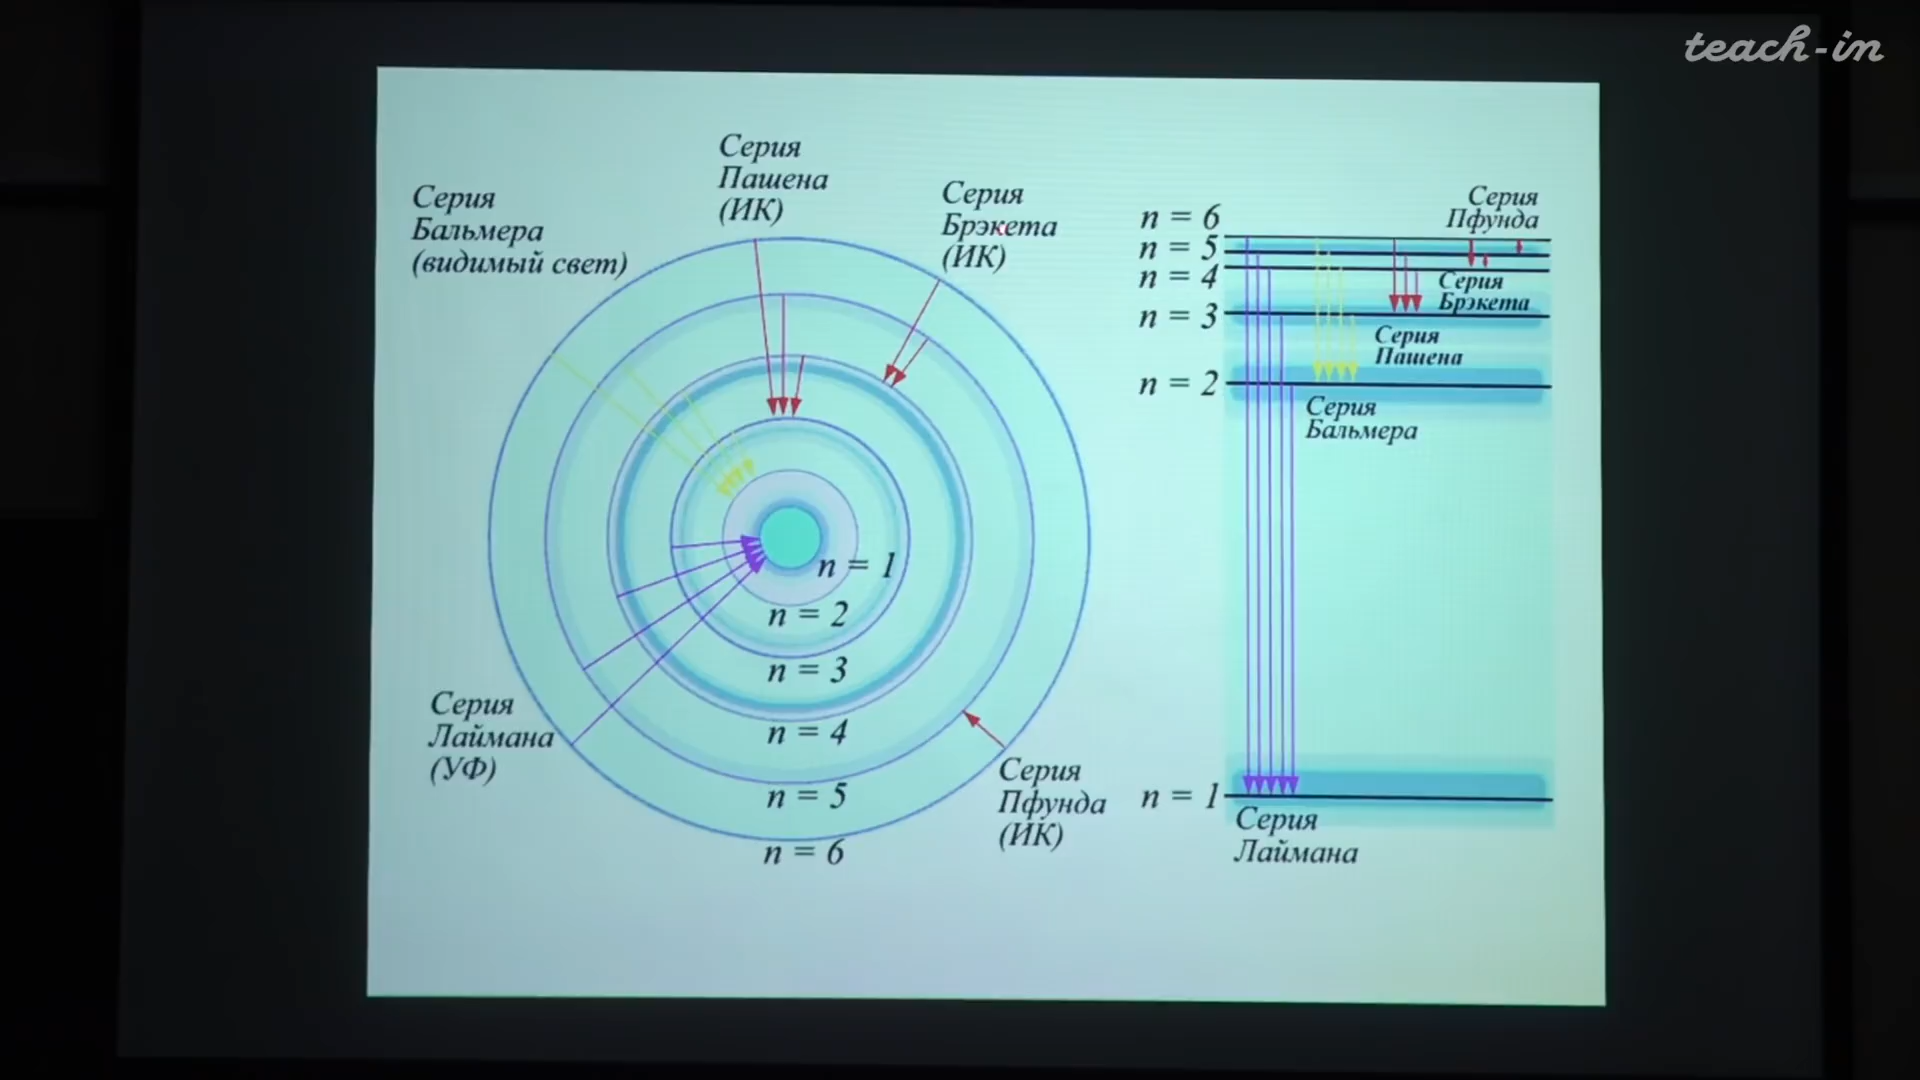 teach-in
Серия
Бальмера
(видимый свет)
Серия
Пашена
(ИК)
Серия
Брэкета
(ИК)
Серия
Лаймана
(УФ)
Серия
Пфунда
(ИК)
n = 1
n = 2
n = 3
n = 4
n = 5
n = 6
n = 6
n = 5
n = 4
n = 3
n = 2
n = 1
Серия
Пфунда
Серия
Брэкета
Серия
Пашена
Серия
Бальмера
Серия
Лаймана